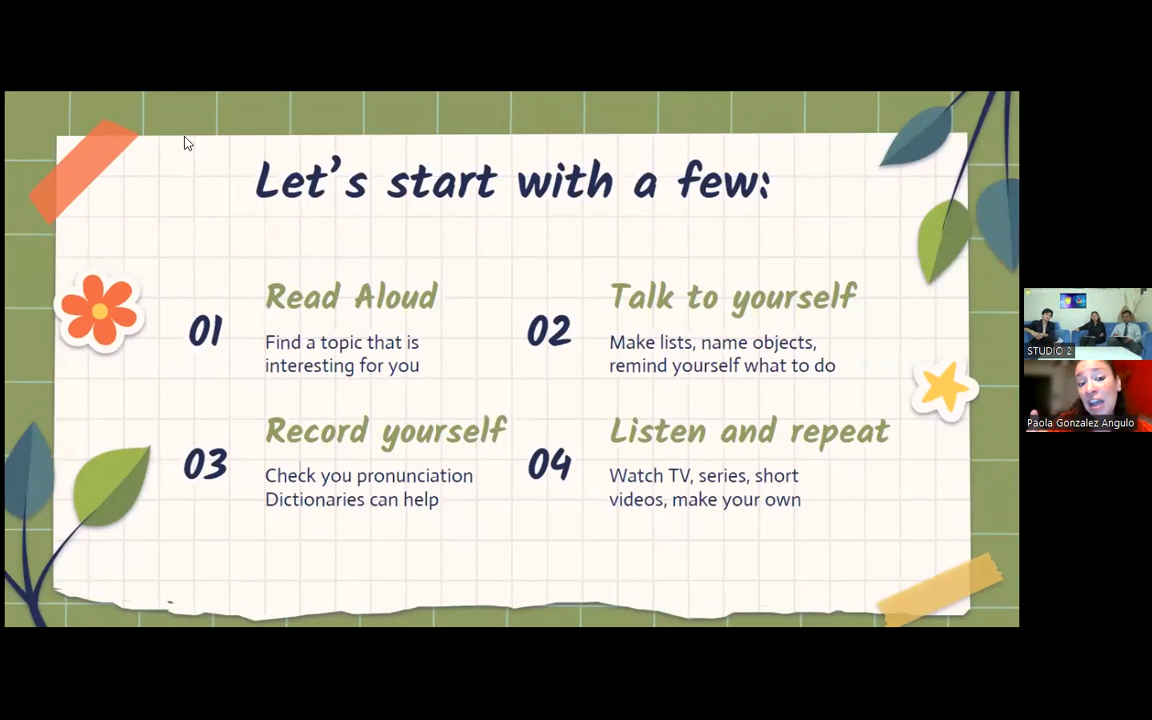 Let's start with a few:
01
Read Aloud
Find a topic that is
interesting for you
02
Talk to yourself
Make lists, name objects,
remind yourself what to do
03
Record yourself
Check you pronunciation
Dictionaries can help
04
Listen and repeat
Watch TV, series, short
videos, make your own
STUDIO 2
Paola Gonzalez Angulo